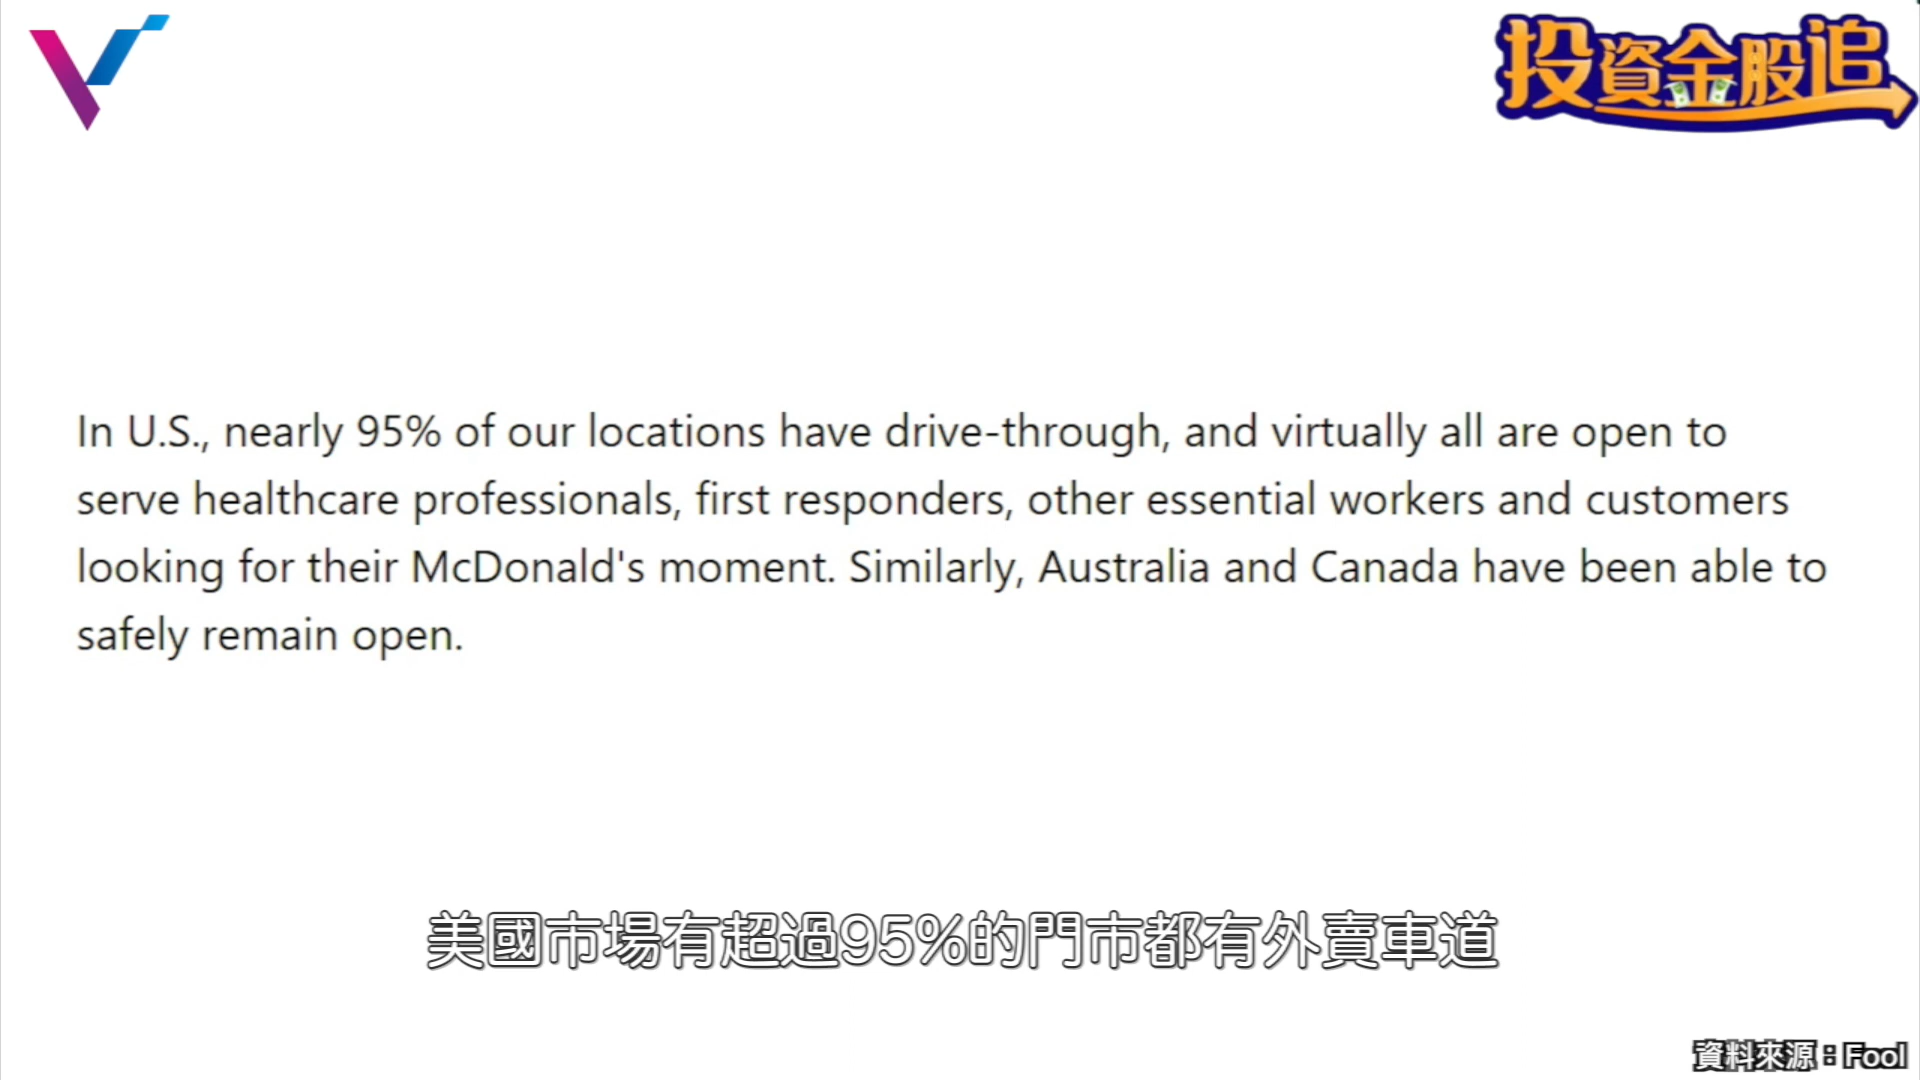 投資金股追
In U.S., nearly 95% of our locations have drive-through, and virtually all are open to
serve healthcare professionals, first responders, other essential workers and customers
looking for their McDonald's moment. Similarly, Australia and Canada have been able to
safely remain open.
美國市場有超過95%的門市都有外賣車道
資料來源：Fool